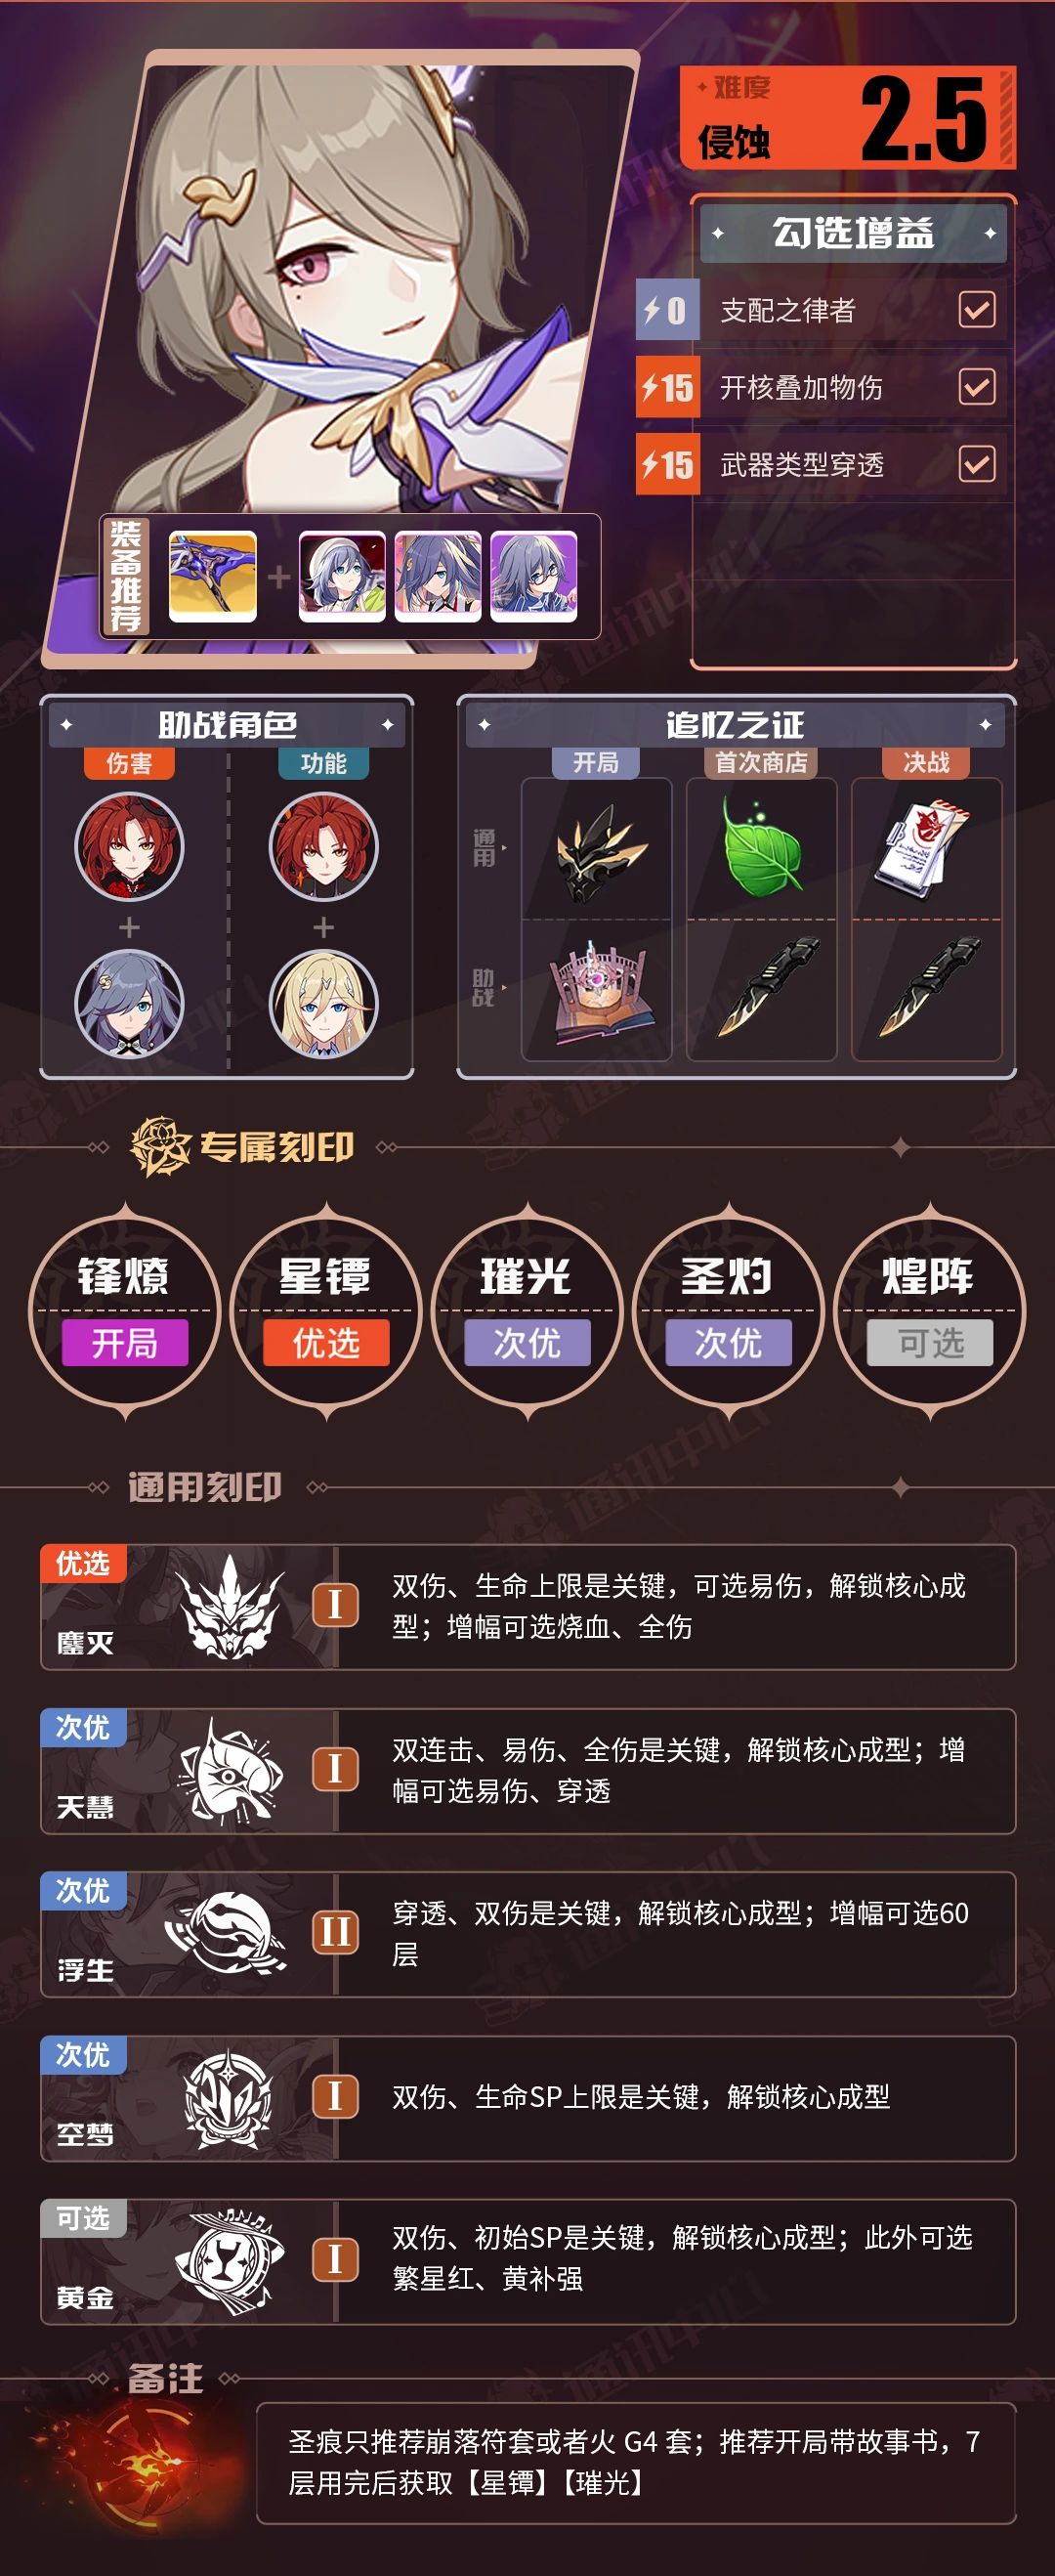 难度
侵蚀
2.5
勾选增益
0 支配之律者
15 开核叠加物伤
15 武器类型穿透
装备推荐
助战角色
伤害
功能
追忆之证
开局
首次商店
决战
通用
助战
专属刻印
锋燎
开局
星镡
优选
璀光
次优
圣灼
次优
煌阵
可选
通用刻印
优选
鏖灭
I
双伤、生命上限是关键，可选易伤，解锁核心成
型；增幅可选烧血、全伤
次优
天慧
I
双连击、易伤、全伤是关键，解锁核心成型；增
幅可选易伤、穿透
次优
浮生
II
穿透、双伤是关键，解锁核心成型；增幅可选60
层
次优
空梦
I
双伤、生命SP上限是关键，解锁核心成型
可选
黄金
I
双伤、初始SP是关键，解锁核心成型；此外可选
繁星红、黄补强
备注
圣痕只推荐崩落符套或者火 G4 套；推荐开局带故事书，7
层用完后获取【星镡】【璀光】
通讯中心